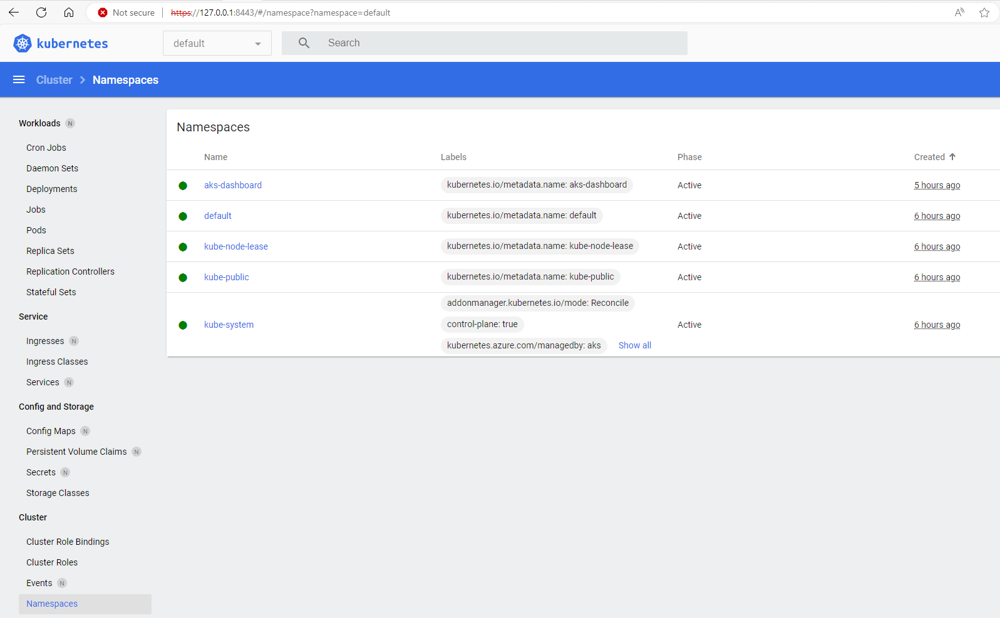 Not secure | https://127.0.0.1:8443/#/namespace?namespace=default
kubernetes
default
Search
Cluster > Namespaces
Workloads N
Cron Jobs
Daemon Sets
Deployments
Jobs
Pods
Replica Sets
Replication Controllers
Stateful Sets
Service
Ingresses N
Ingress Classes
Services N
Config and Storage
Config Maps N
Persistent Volume Claims N
Secrets N
Storage Classes
Cluster
Cluster Role Bindings
Cluster Roles
Events N
Namespaces
Namespaces
Name Labels Phase Created
aks-dashboard kubernetes.io/metadata.name: aks-dashboard Active 5 hours ago
default kubernetes.io/metadata.name: default Active 6 hours ago
kube-node-lease kubernetes.io/metadata.name: kube-node-lease Active 6 hours ago
kube-public kubernetes.io/metadata.name: kube-public Active 6 hours ago
addonmanager.kubernetes.io/mode: Reconcile
kube-system control-plane: true Active 6 hours ago
kubernetes.azure.com/managedby: aks Show all